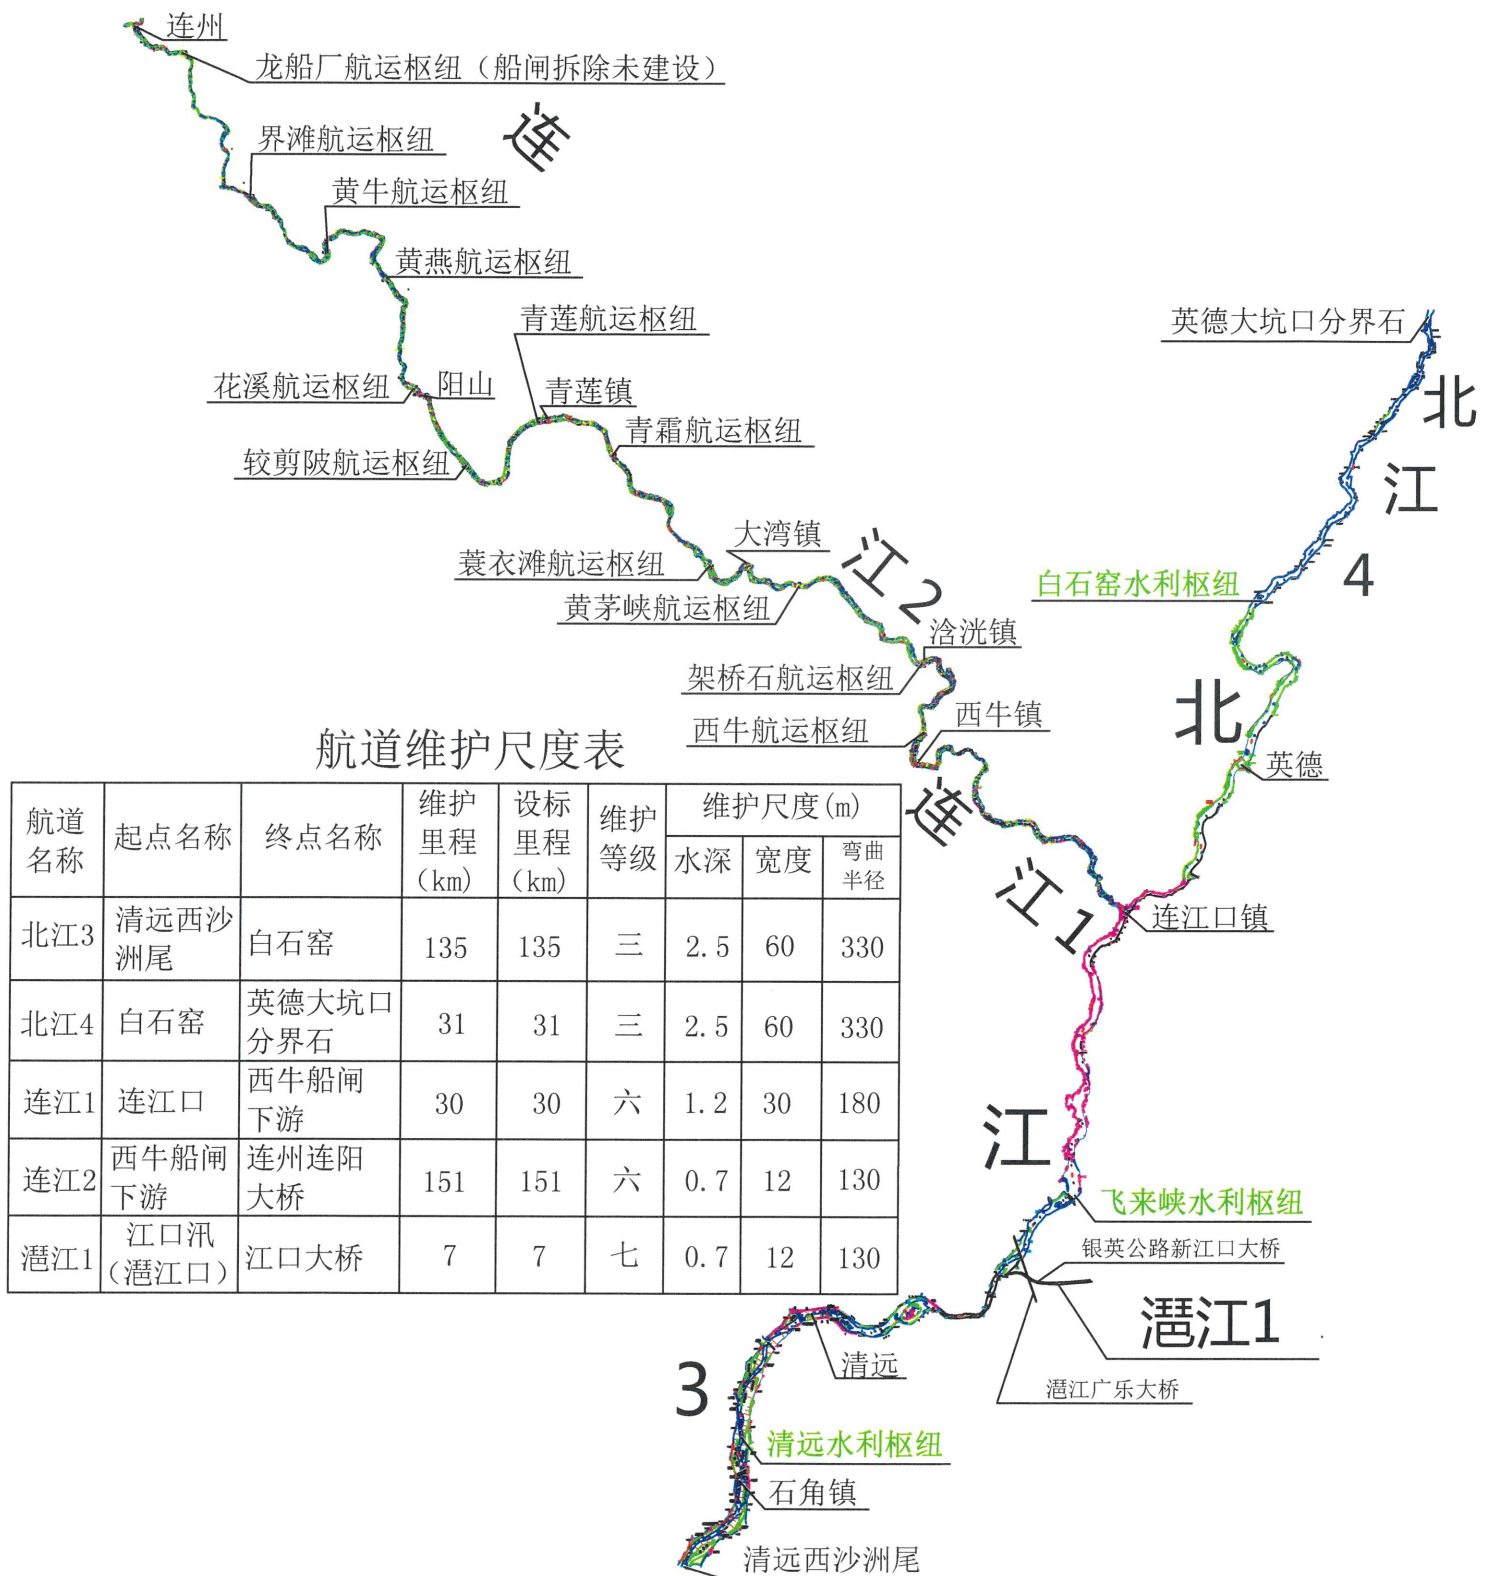 连州
龙船厂航运枢纽（船闸拆除未建设）
连
界滩航运枢纽
黄牛航运枢纽
黄燕航运枢纽
青莲航运枢纽
英德大坑口分界石
花溪航运枢纽
阳山
青莲镇
北
青霜航运枢纽
较剪陂航运枢纽
江
大湾镇
江2
蓑衣滩航运枢纽
4
白石窑水利枢纽
黄茅峡航运枢纽
浛洸镇
架桥石航运枢纽
北
西牛镇
西牛航运枢纽
英德
连
江1
连江口镇
江
飞来峡水利枢纽
银英公路新江口大桥
潖江1
清远
3
潖江广乐大桥
清远水利枢纽
石角镇
清远西沙洲尾
航道维护尺度表
航道名称 起点名称 终点名称 维护里程(km) 设标里程(km) 维护等级 维护尺度(m)
水深 宽度 弯曲半径
北江3 清远西沙洲尾 白石窑 135 135 三 2.5 60 330
北江4 白石窑 英德大坑口分界石 31 31 三 2.5 60 330
连江1 连江口 西牛船闸下游 30 30 六 1.2 30 180
连江2 西牛船闸下游 连州连阳大桥 151 151 六 0.7 12 130
潖江1 江口汛（潖江口） 江口大桥 7 7 七 0.7 12 130